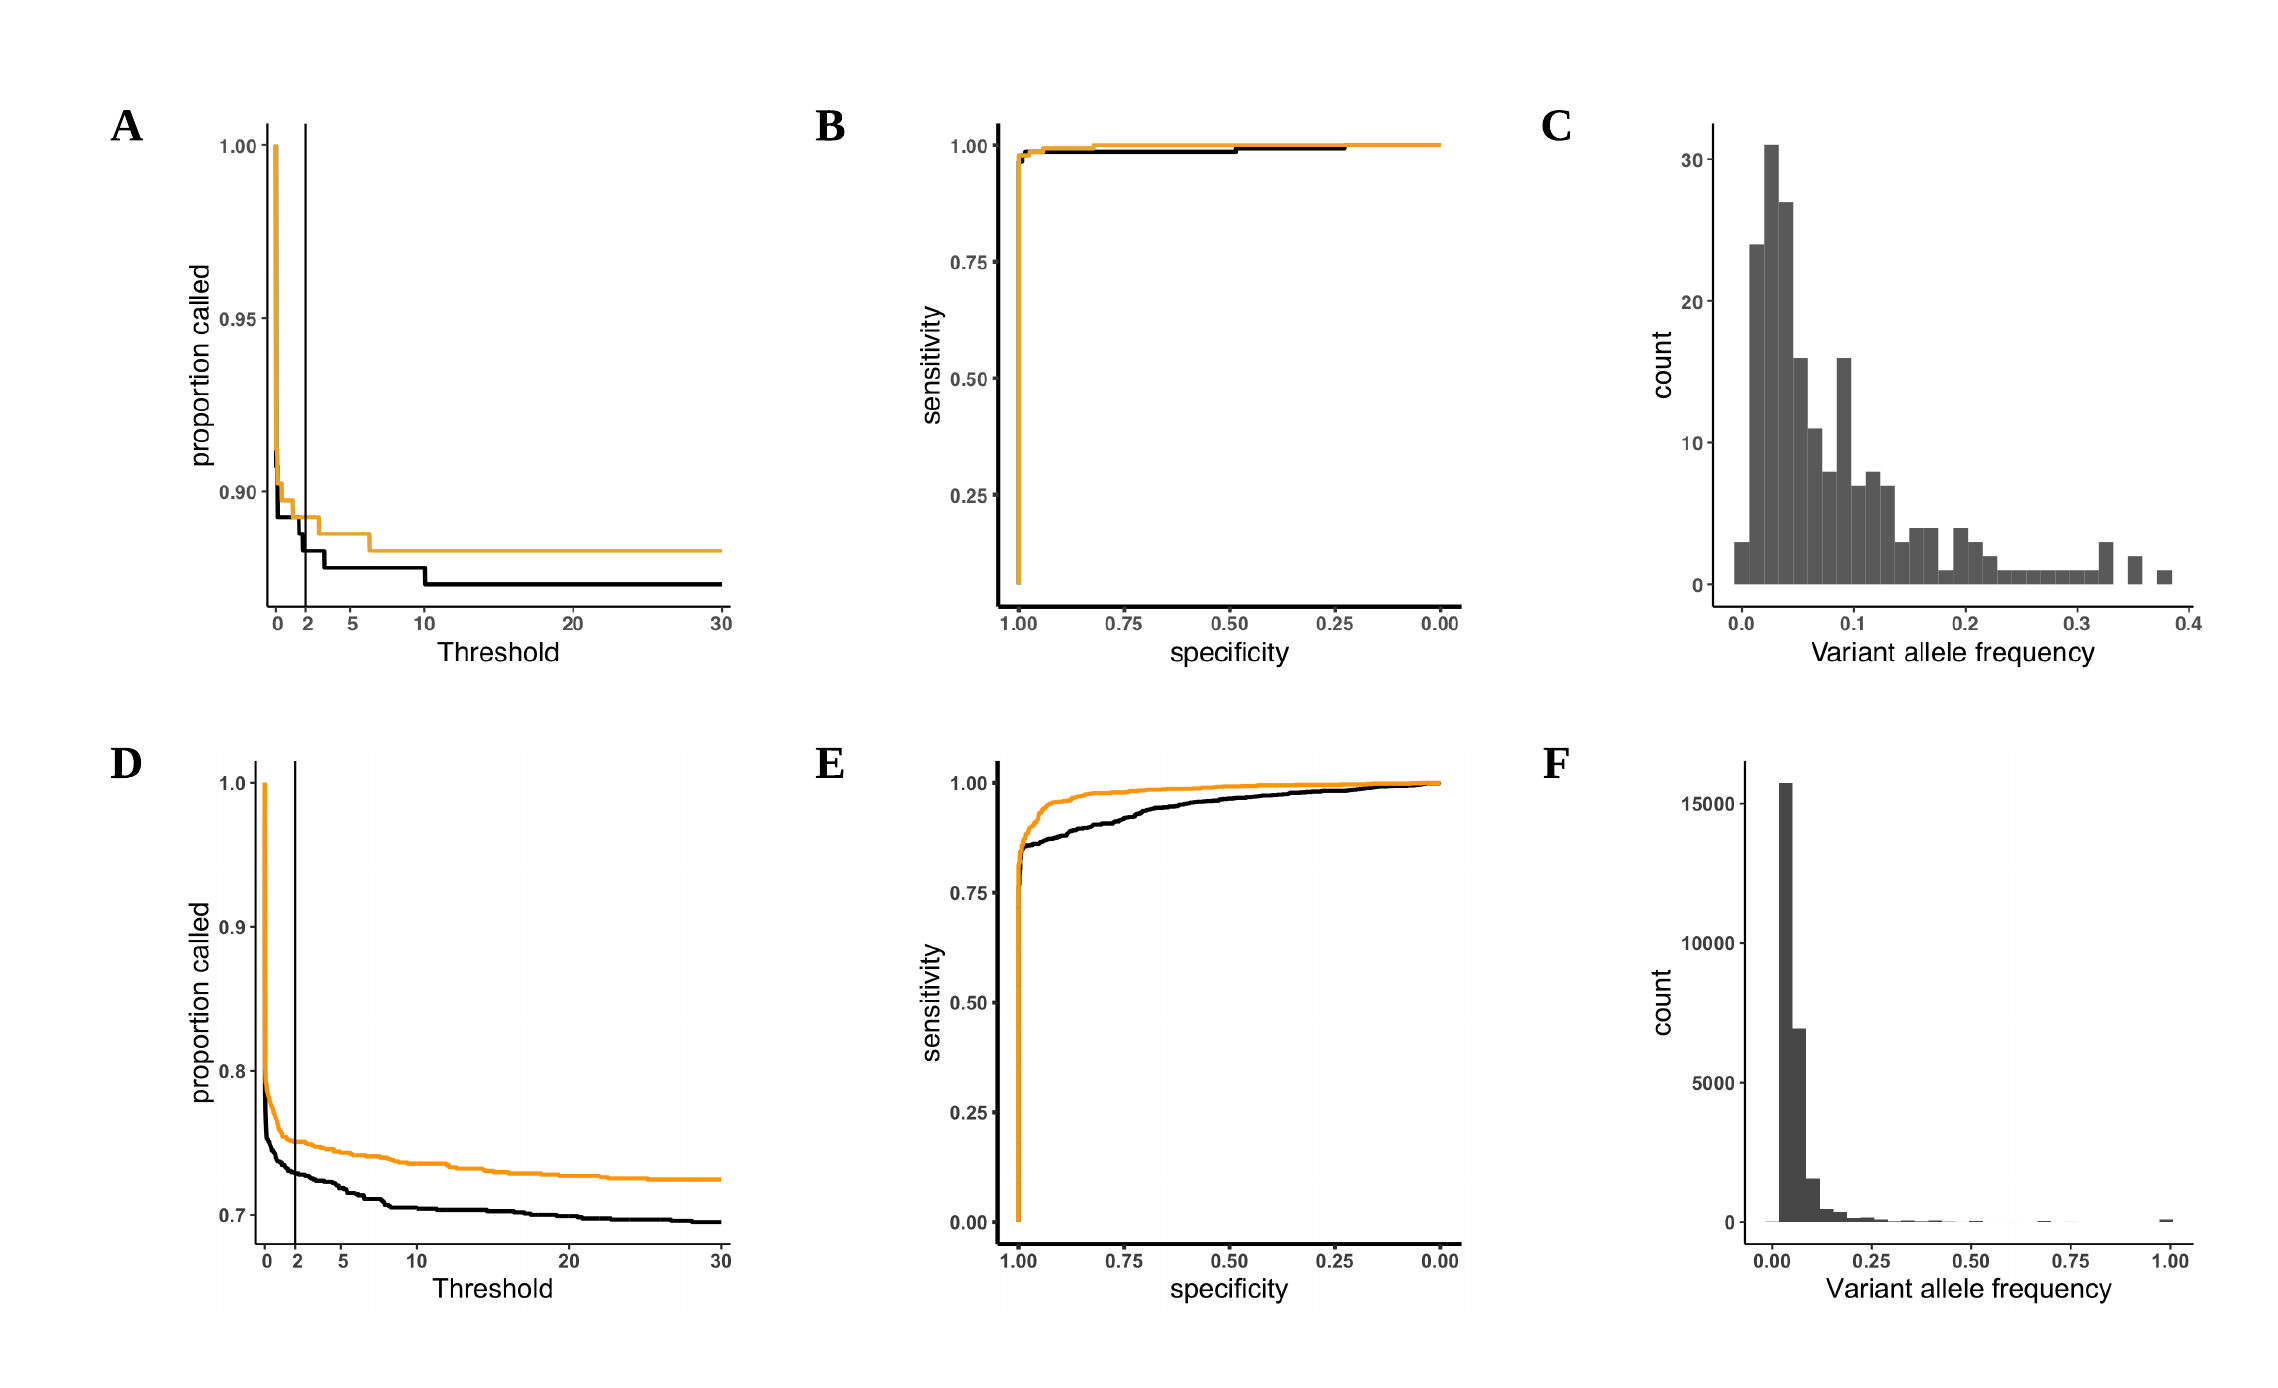 A
1.00
0.95
0.90
proportion called
0 2 5 10 20 30
Threshold
B
1.00
0.75
0.50
0.25
sensitivity
1.00 0.75 0.50 0.25 0.00
specificity
C
30
20
10
0
count
0.0 0.1 0.2 0.3 0.4
Variant allele frequency
D
1.0
0.9
0.8
0.7
proportion called
0 2 5 10 20 30
Threshold
E
1.00
0.75
0.50
0.25
0.00
sensitivity
1.00 0.75 0.50 0.25 0.00
specificity
F
15000
10000
5000
0
count
0.00 0.25 0.50 0.75 1.00
Variant allele frequency